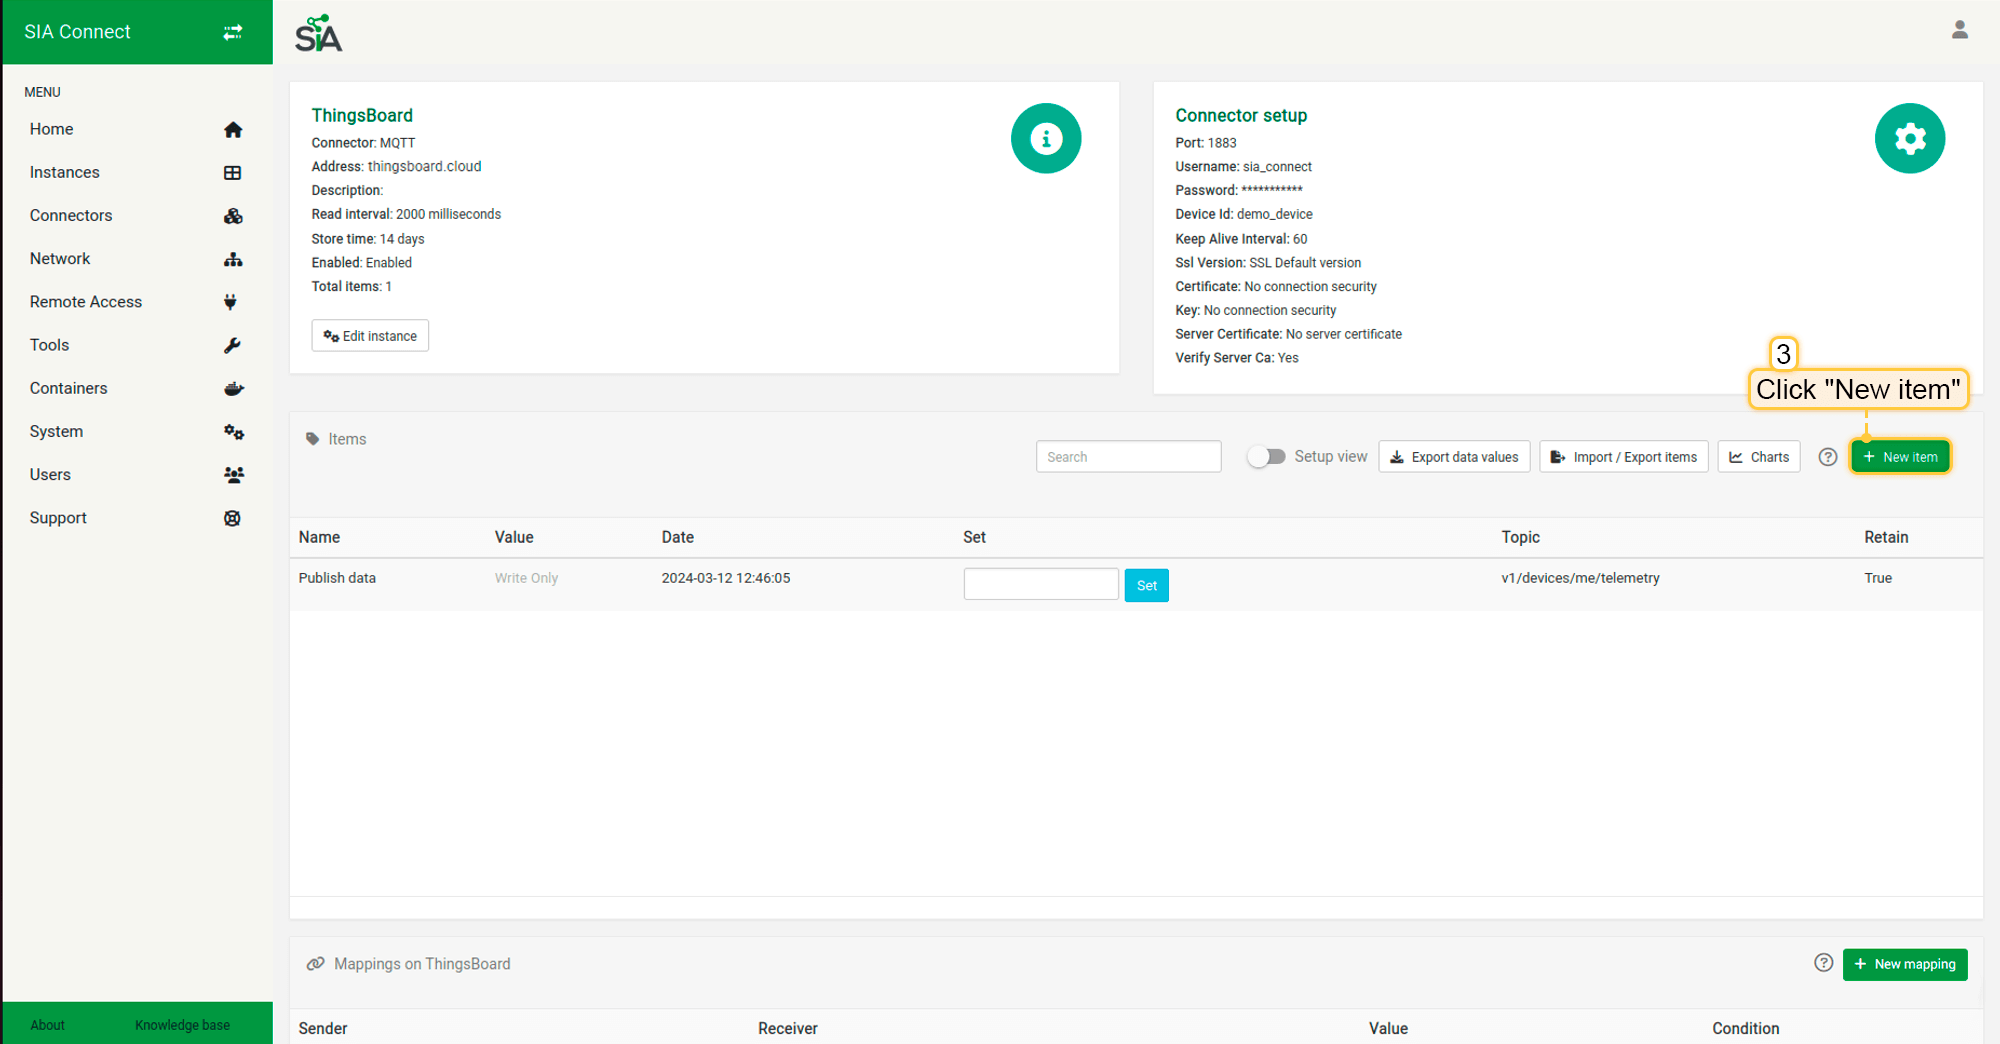 SIA Connect
SiA
MENU
Home
Instances
Connectors
Network
Remote Access
Tools
Containers
System
Users
Support
About
Knowledge base
ThingsBoard
Connector: MQTT
Address: thingsboard.cloud
Description:
Read interval: 2000 milliseconds
Store time: 14 days
Enabled: Enabled
Total items: 1
Edit instance
Connector setup
Port: 1883
Username: sia_connect
Password: ***********
Device Id: demo_device
Keep Alive Interval: 60
Ssl Version: SSL Default version
Certificate: No connection security
Key: No connection security
Server Certificate: No server certificate
Verify Server Ca: Yes
3
Click "New item"
Items
Search
Setup view
Export data values
Import / Export items
Charts
?
+ New item
Name Value Date Set Topic Retain
Publish data Write Only 2024-03-12 12:46:05 Set v1/devices/me/telemetry True
Mappings on ThingsBoard
?
+ New mapping
Sender Receiver Value Condition